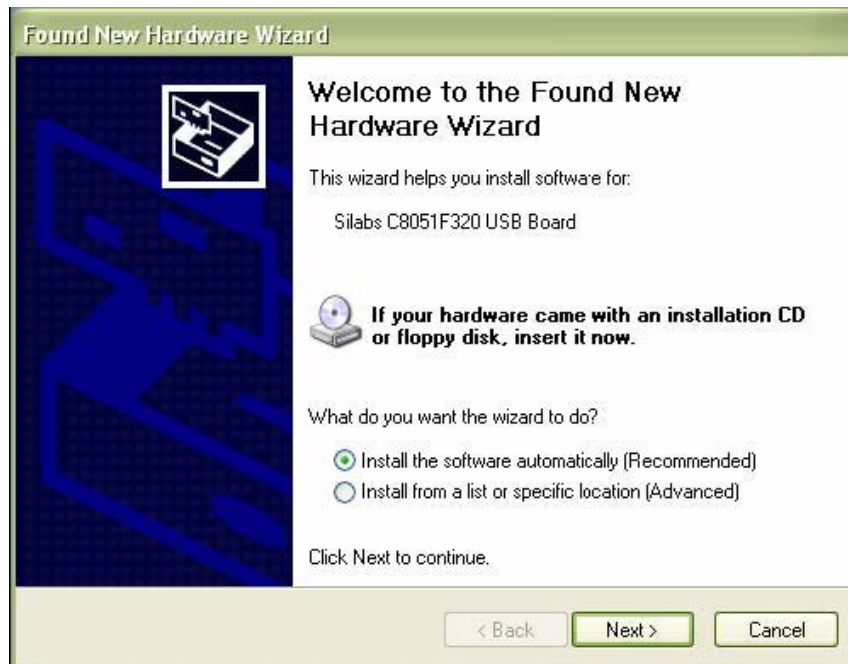 Found New Hardware Wizard
Welcome to the Found New
Hardware Wizard
This wizard helps you install software for:
Silabs C8051F320 USB Board
If your hardware came with an installation CD
or floppy disk, insert it now.
What do you want the wizard to do?
Install the software automatically (Recommended)
Install from a list or specific location (Advanced)
Click Next to continue.
< Back Next > Cancel